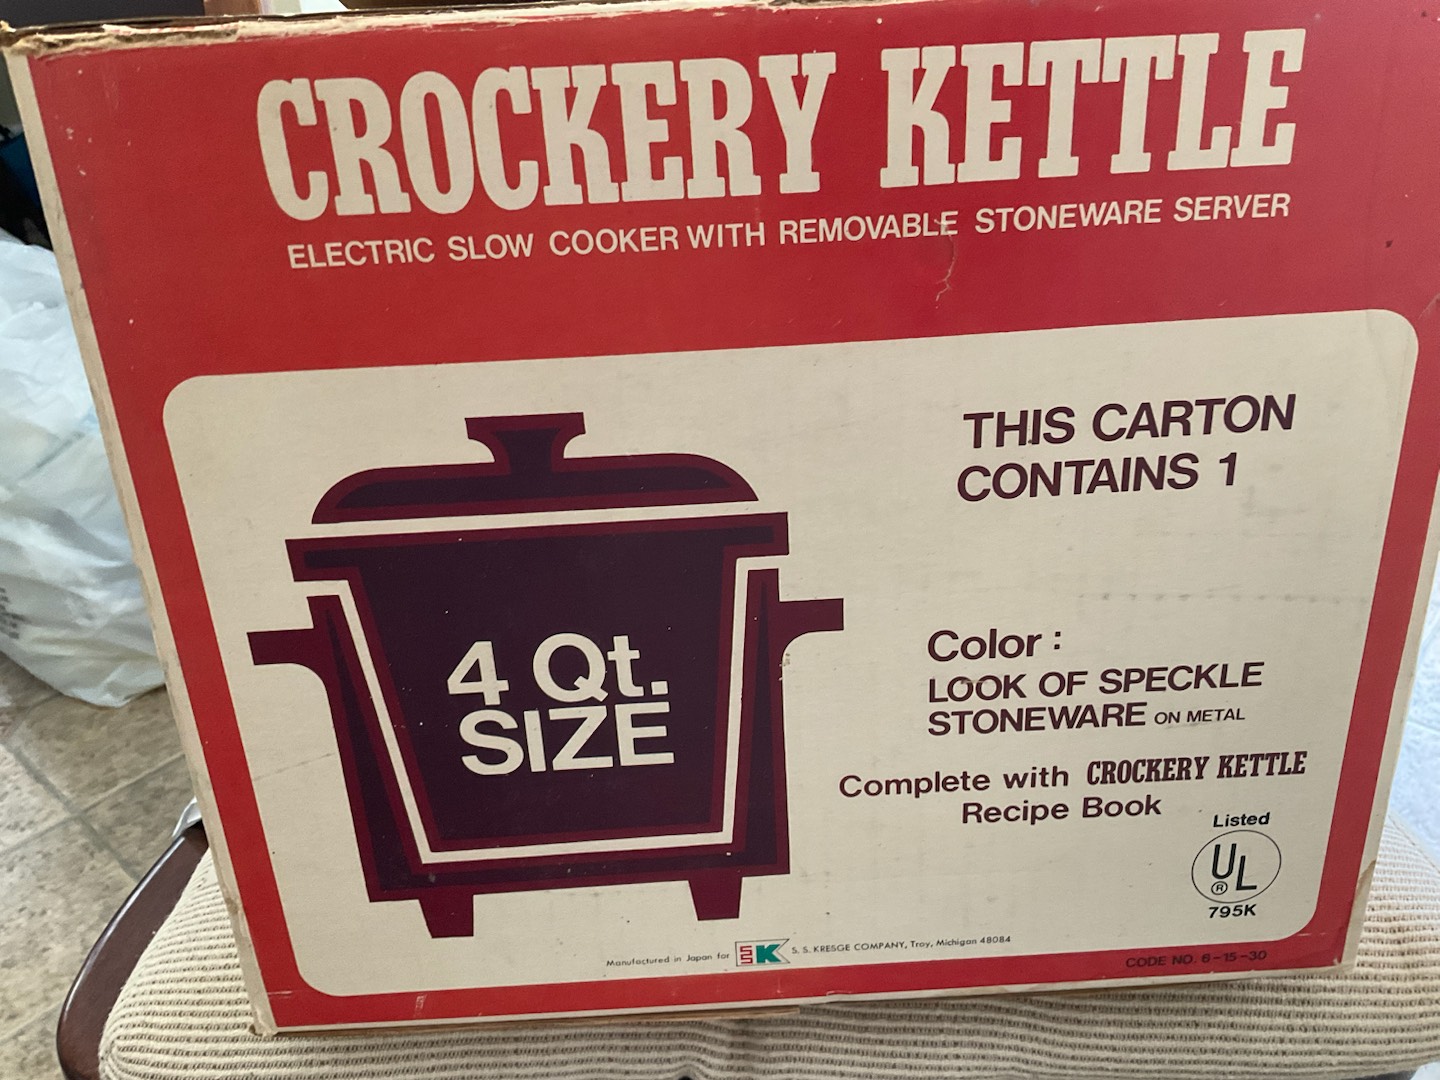 CROCKERY KETTLE
ELECTRIC SLOW COOKER WITH REMOVABLE STONEWARE SERVER
THIS CARTON
CONTAINS 1
4 Qt.
SIZE
Color:
LOOK OF SPECKLE
STONEWARE ON METAL
Complete with CROCKERY KETTLE
Recipe Book
Listed
UL
®
795K
Manufactured in Japan for SSK S. S. KRESGE COMPANY, Troy, Michigan 48084
CODE NO. 6-15-30